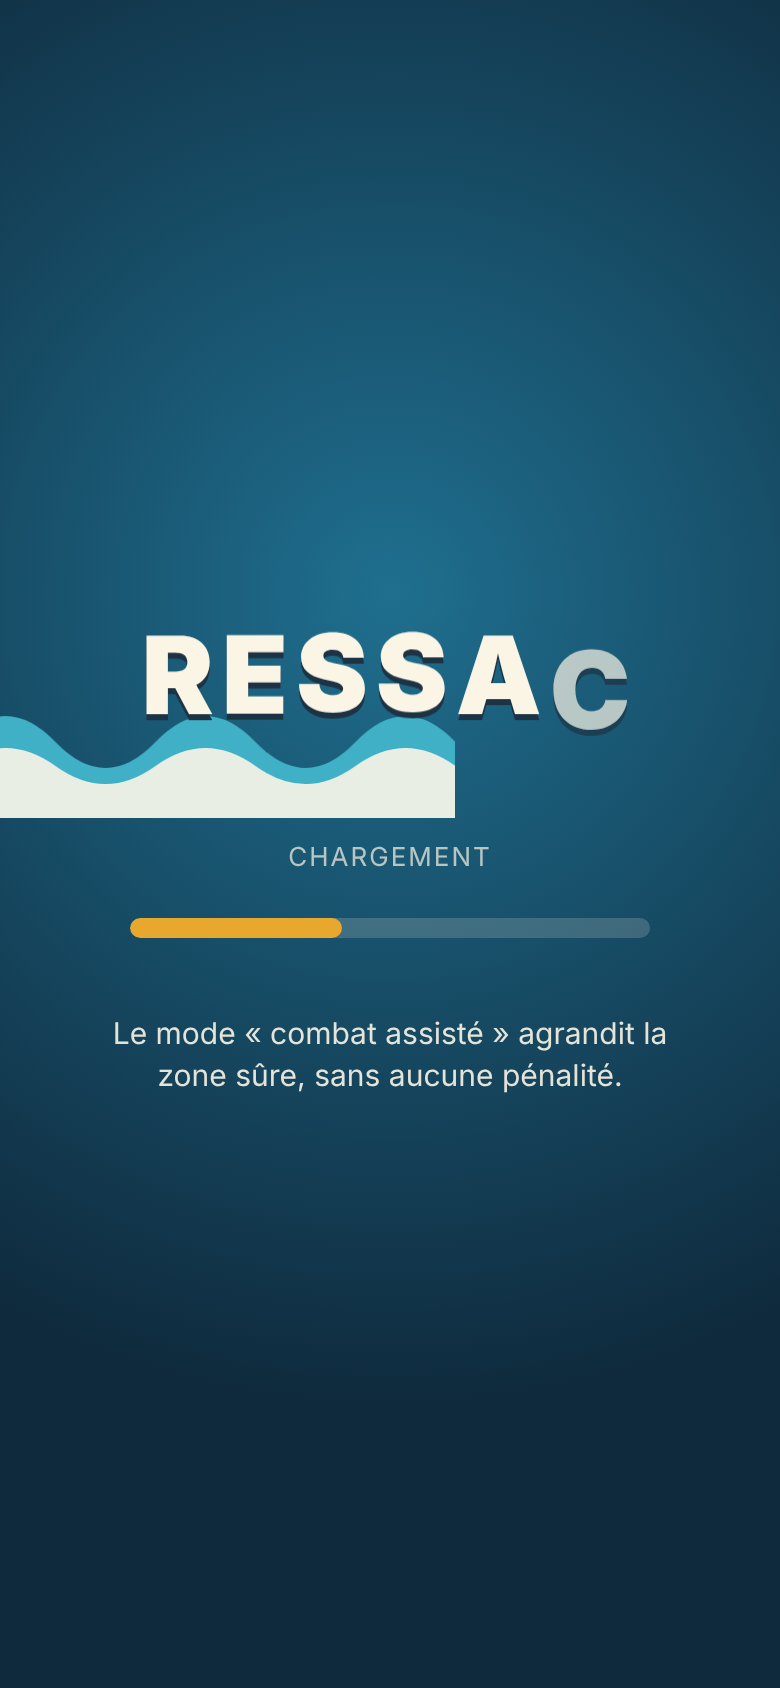 RESSAC
CHARGEMENT
Le mode « combat assisté » agrandit la
zone sûre, sans aucune pénalité.